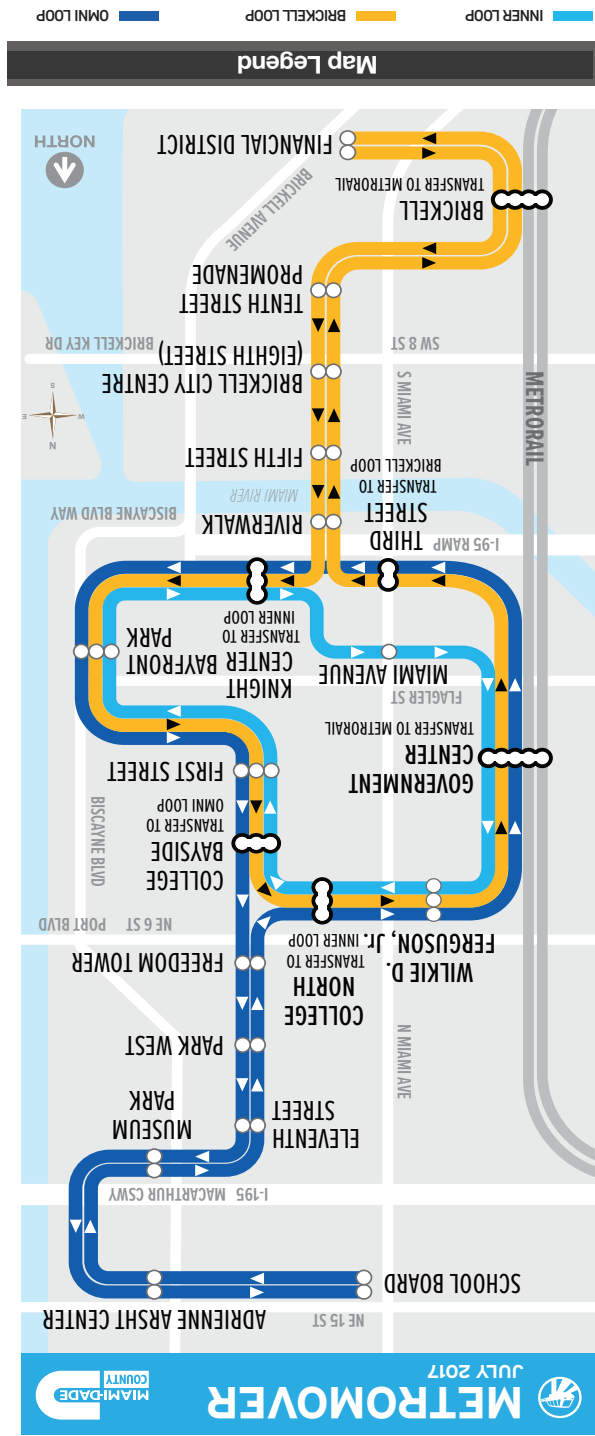 METROMOVER
JULY 2017
MIAMI-DADE
COUNTY
NE 15 ST
ADRIENNE ARSHT CENTER
SCHOOL BOARD
I-195 MACARTHUR CSWY
MUSEUM
PARK
ELEVENTH
STREET
N MIAMI AVE
PARK WEST
FREEDOM TOWER
COLLEGE
NORTH
TRANSFER TO
INNER LOOP
WILKIE D.
FERGUSON, Jr.
NE 6 ST PORT BLVD
BISCAYNE BLVD
COLLEGE
BAYSIDE
TRANSFER TO
OMNI LOOP
FIRST STREET
GOVERNMENT
CENTER
TRANSFER TO METRORAIL
FLAGLER ST
MIAMI AVENUE
KNIGHT
CENTER
TRANSFER TO
INNER LOOP
BAYFRONT
PARK
I-95 RAMP
THIRD
STREET
TRANSFER TO
BRICKELL LOOP
RIVERWALK
BISCAYNE BLVD WAY
MIAMI RIVER
FIFTH STREET
METRORAIL
S MIAMI AVE
N
W
E
S
BRICKELL CITY CENTRE
(EIGHTH STREET)
SW 8 ST
BRICKELL KEY DR
TENTH STREET
PROMENADE
BRICKELL
TRANSFER TO METRORAIL
BRICKELL AVENUE
FINANCIAL DISTRICT
NORTH
Map Legend
INNER LOOP
BRICKELL LOOP
OMNI LOOP